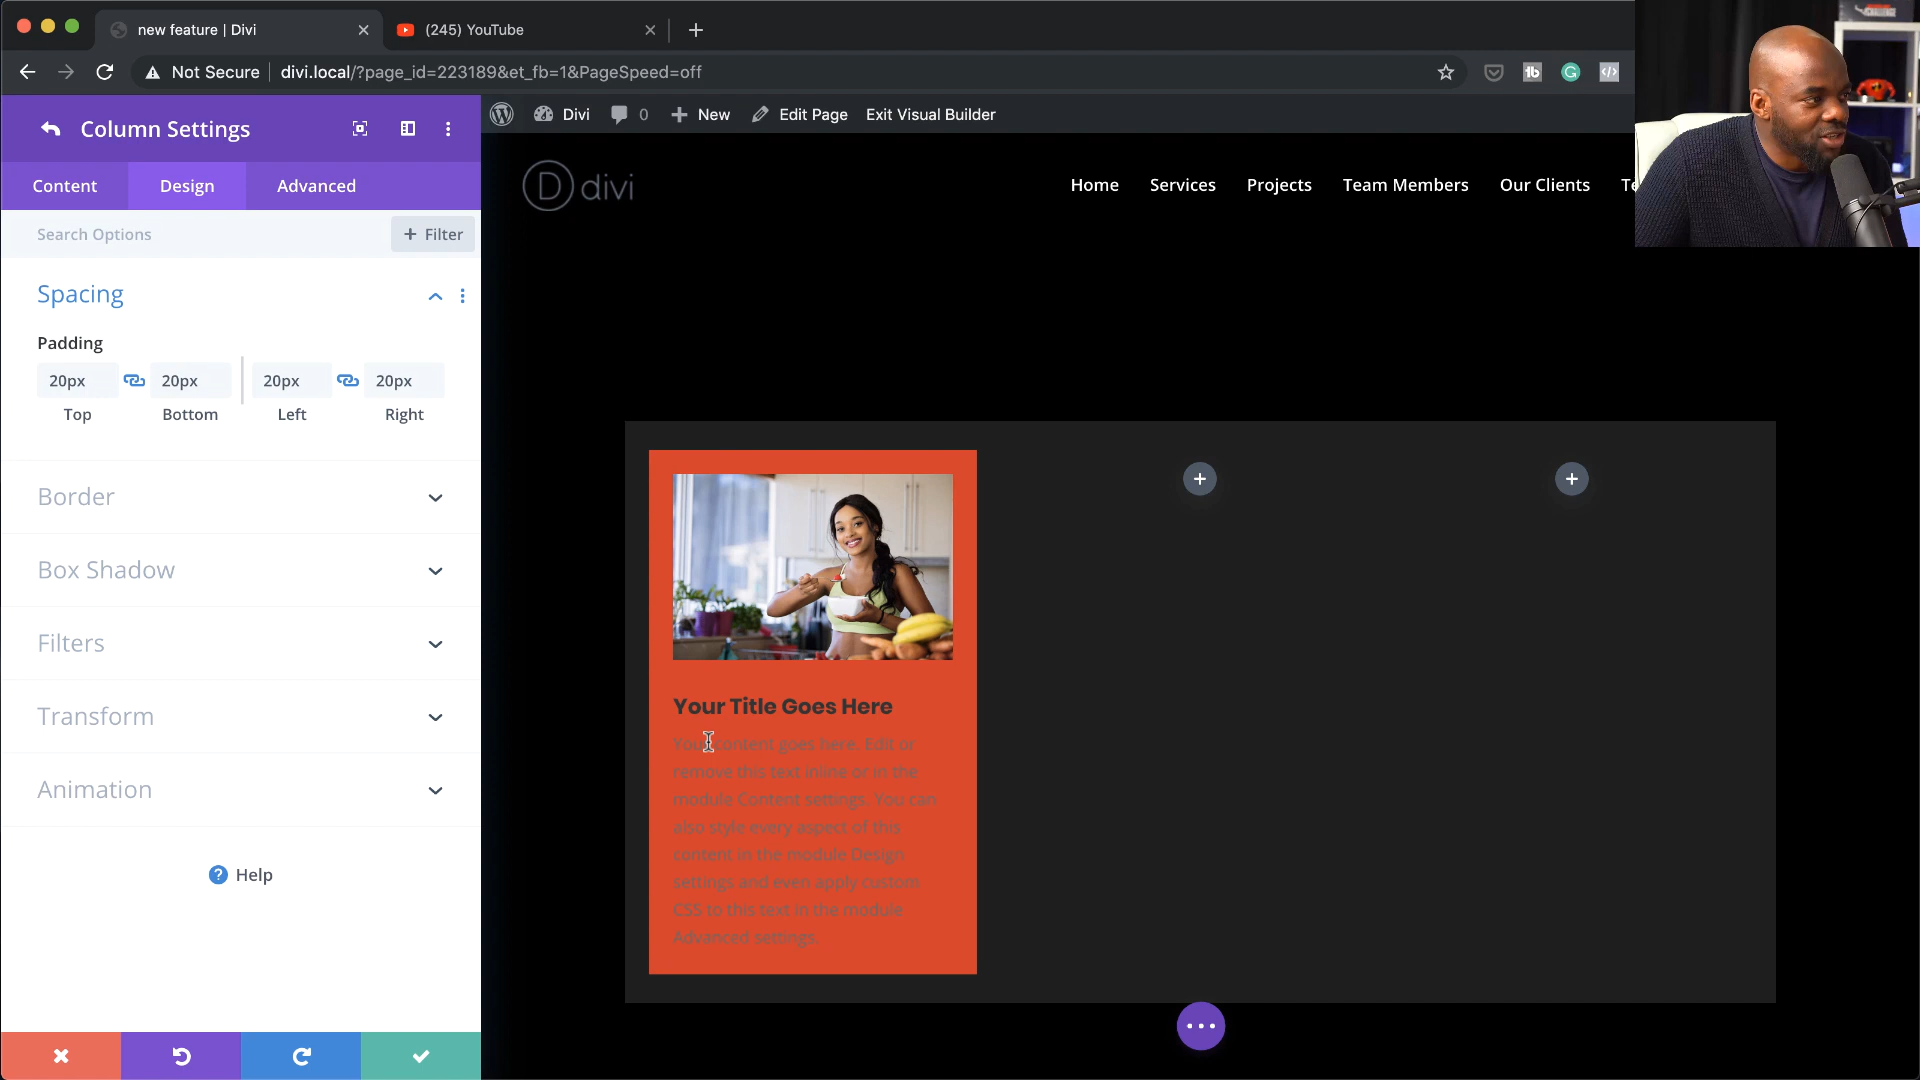 new feature | Divi
(245) YouTube
Not Secure
divi.local/?page_id=223189&et_fb=1&PageSpeed=off
tb
G
</>
Column Settings
Divi
0
New
Edit Page
Exit Visual Builder
Content
Design
Advanced
D divi
Home
Services
Projects
Team Members
Our Clients
Te
Search Options
+ Filter
Spacing
Padding
20px
20px
20px
20px
Top
Bottom
Left
Right
Border
Box Shadow
Filters
Transform
Animation
? Help
Your Title Goes Here
Your content goes here. Edit or
remove this text inline or in the
module Content settings. You can
also style every aspect of this
content in the module Design
settings and even apply custom
CSS to this text in the module
Advanced settings.